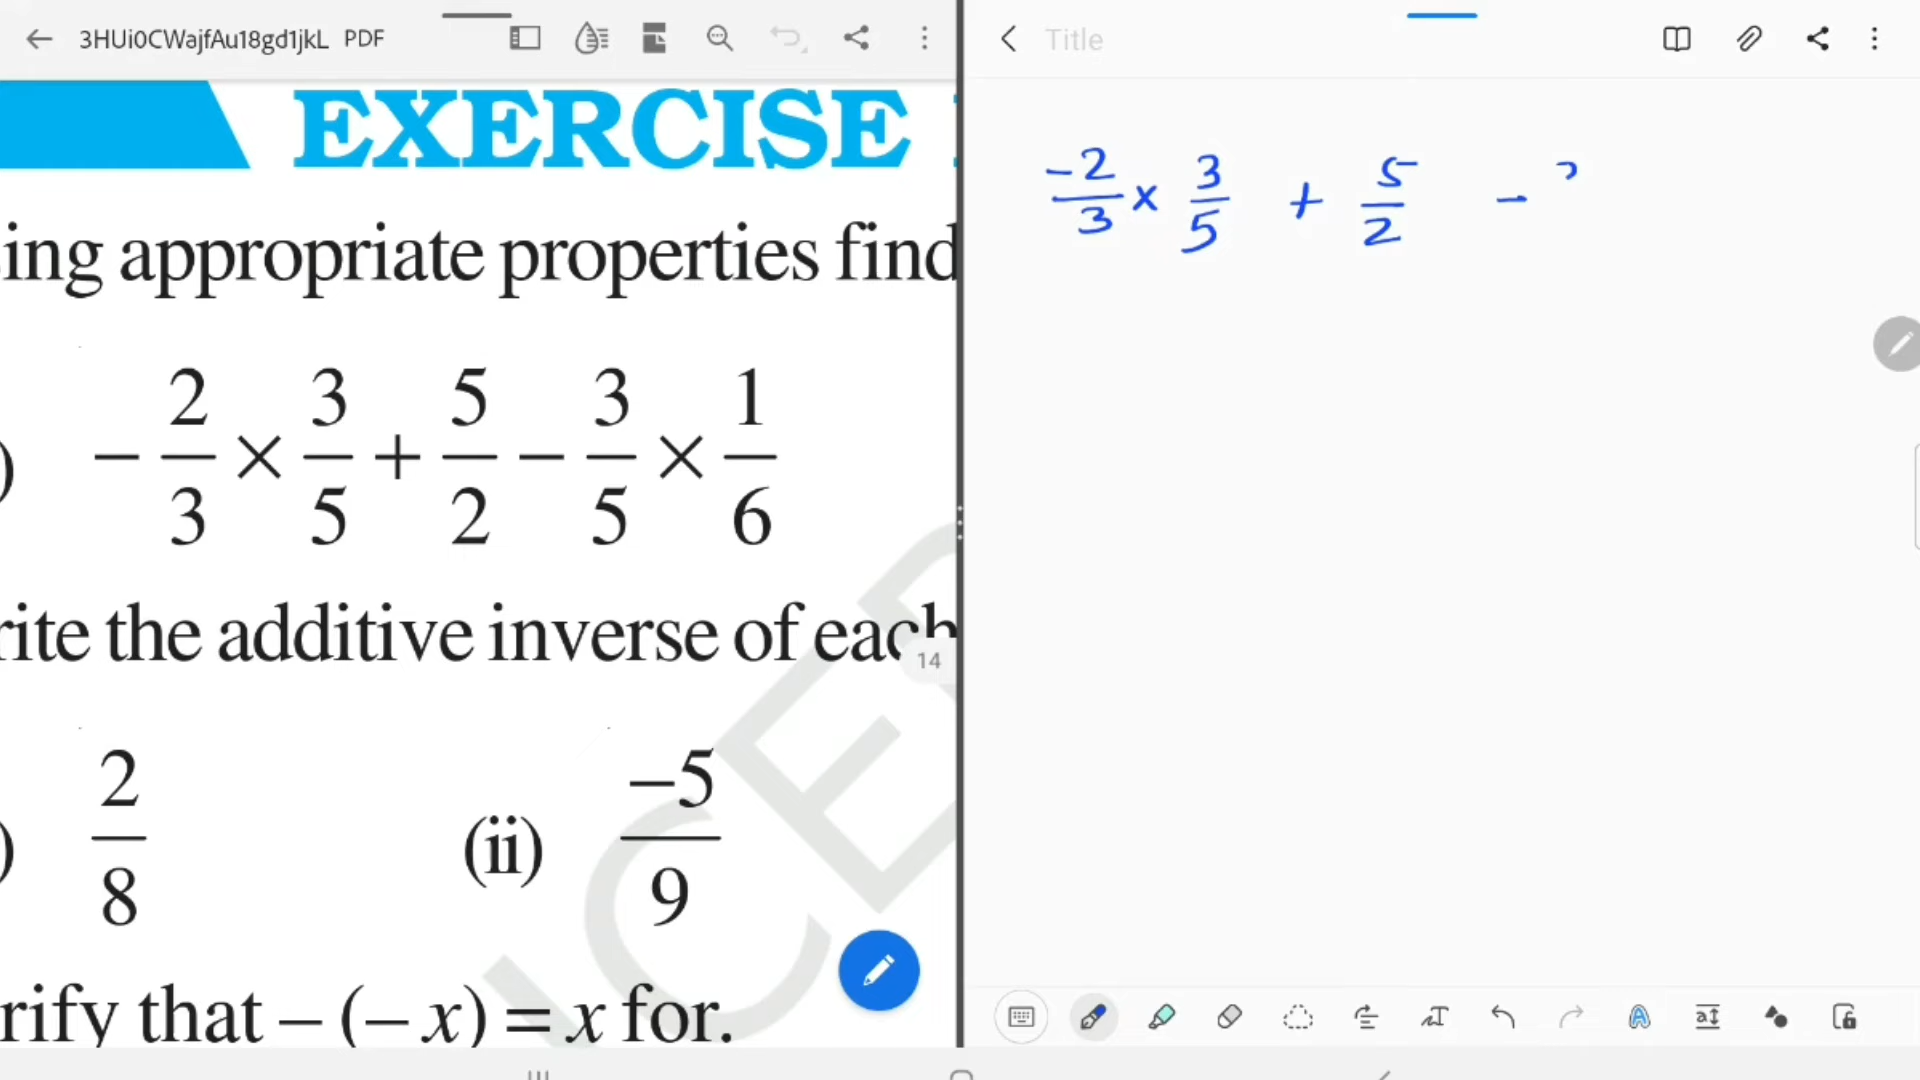 3HUi0CWajfAu18gd1jkL PDF
Title
EXERCISE
ing appropriate properties find
) - 2/3 × 3/5 + 5/2 - 3/5 × 1/6
rite the additive inverse of each
14
) 2/8 (ii) -5/9
rify that – (– x) = x for.
-2/3 × 3/5 + 5/2 -